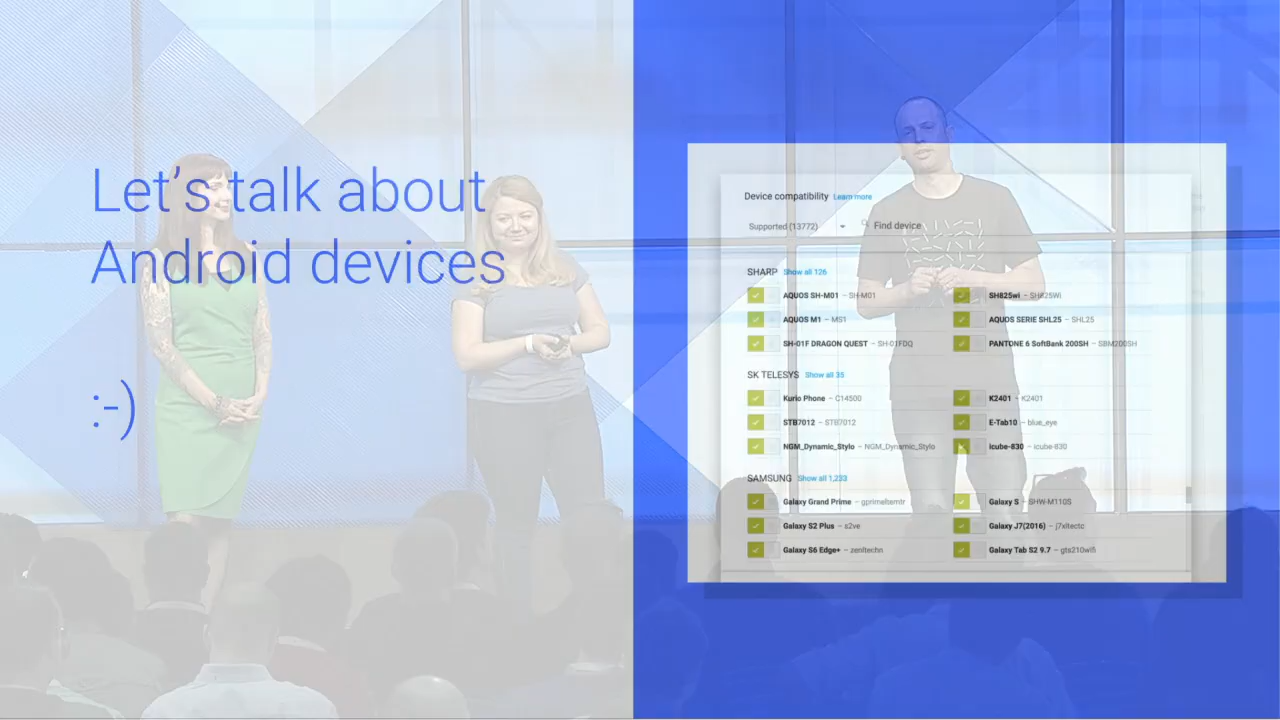 Let's talk about
Android devices
:-)
Device compatibility Learn more
Supported (13772) Find device
SHARP Show all 126
AQUOS SH-M01 – SH-M01 SH825wi – SH825Wi
AQUOS M1 – MS1 AQUOS SERIE SHL25 – SHL25
SH-01F DRAGON QUEST – SH-01FDQ PANTONE 6 SoftBank 200SH – SBM200SH
SK TELESYS Show all 35
Kurio Phone – C14500 K2401 – K2401
STB7012 – STB7012 E-Tab10 – blue_eye
NGM_Dynamic_Stylo – NGM_Dynamic_Stylo icube-830 – icube-830
SAMSUNG Show all 1,233
Galaxy Grand Prime – gprimeltemtr Galaxy S – SHW-M110S
Galaxy S2 Plus – s2ve Galaxy J7(2016) – j7xltectc
Galaxy S6 Edge+ – zenltechn Galaxy Tab S2 9.7 – gts210wifi